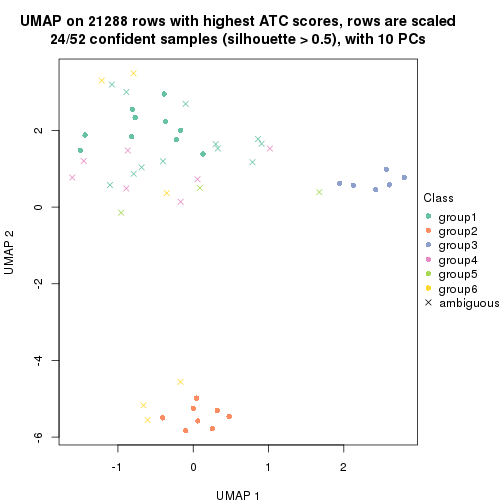 UMAP on 21288 rows with highest ATC scores, rows are scaled
24/52 confident samples (silhouette > 0.5), with 10 PCs
2
0
-2
-4
-6
UMAP 2
-1
0
1
2
UMAP 1
Class
group1
group2
group3
group4
group5
group6
ambiguous